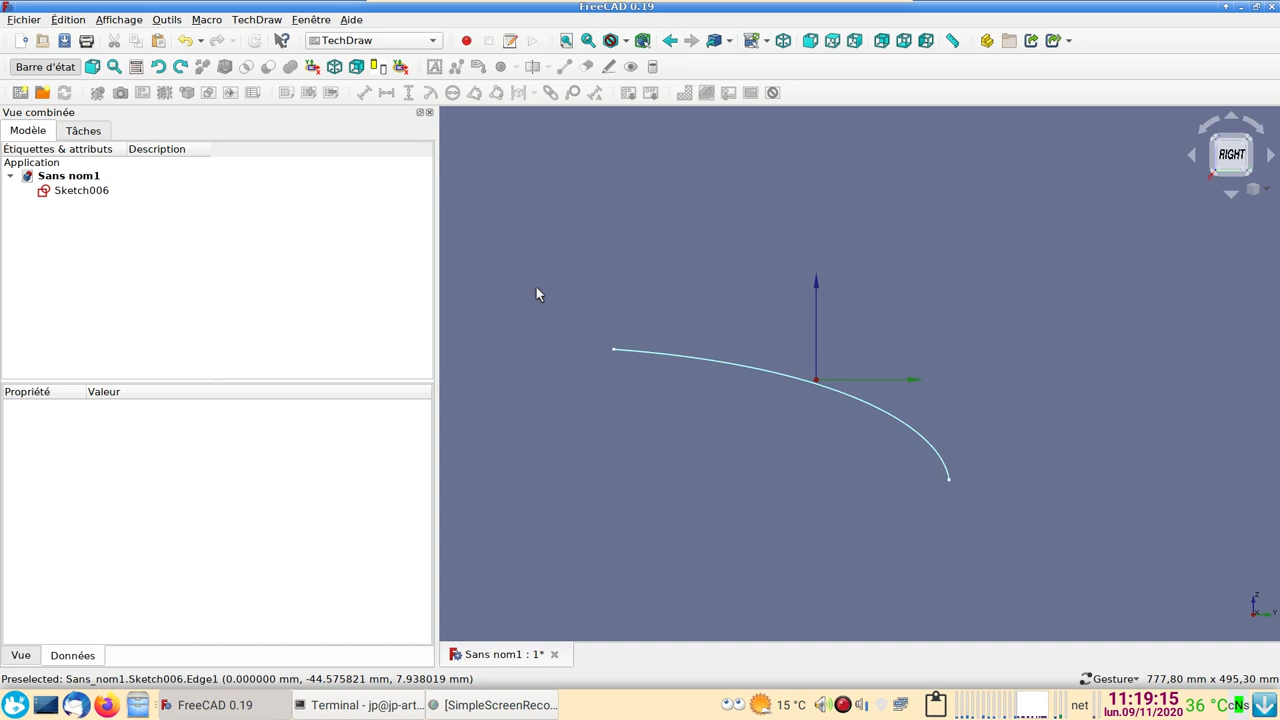 FreeCAD 0.19
Fichier Édition Affichage Outils Macro TechDraw Fenêtre Aide
TechDraw
Barre d'état
Vue combinée
Modèle Tâches
Étiquettes & attributs Description
Application
Sans nom1
Sketch006
RIGHT
Propriété Valeur
Z
X Y
Vue Données
Sans nom1 : 1*
Preselected: Sans_nom1.Sketch006.Edge1 (0.000000 mm, -44.575821 mm, 7.938019 mm)
Gesture 777,80 mm x 495,30 mm
FreeCAD 0.19
Terminal - jp@jp-art...
[SimpleScreenReco...
15 °C
net
11:19:15
lun.09/11/2020
36 °C
cNs